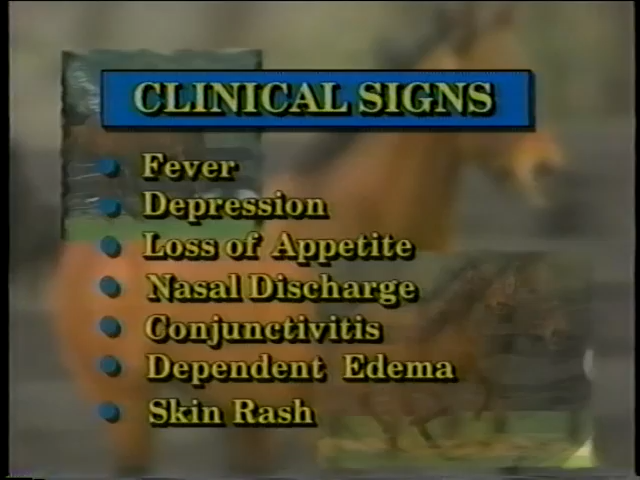 CLINICAL SIGNS
Fever
Depression
Loss of Appetite
Nasal Discharge
Conjunctivitis
Dependent Edema
Skin Rash